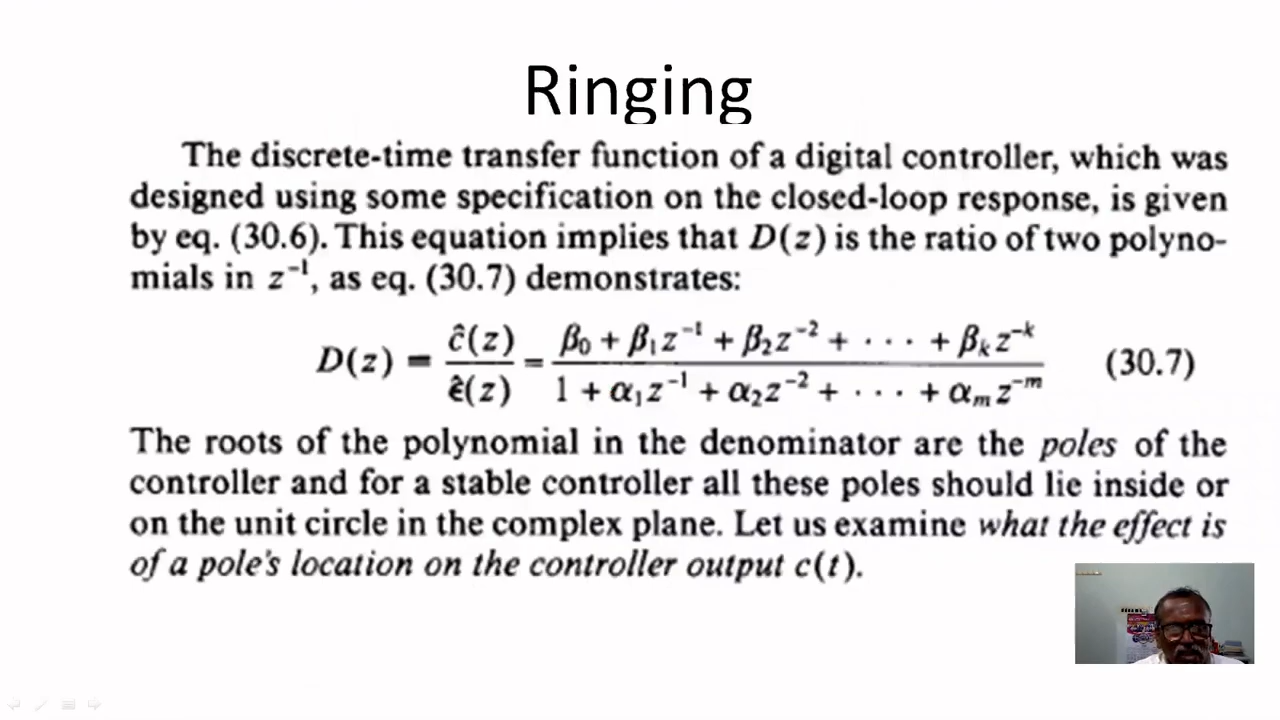 Ringing
The discrete-time transfer function of a digital controller, which was
designed using some specification on the closed-loop response, is given
by eq. (30.6). This equation implies that D(z) is the ratio of two polyno-
mials in z⁻¹, as eq. (30.7) demonstrates:
D(z) = ĉ(z)/ê(z) = (β₀ + β₁z⁻¹ + β₂z⁻² + · · · + βₖz⁻ᵏ)/(1 + α₁z⁻¹ + α₂z⁻² + · · · + αₘz⁻ᵐ) (30.7)
The roots of the polynomial in the denominator are the poles of the
controller and for a stable controller all these poles should lie inside or
on the unit circle in the complex plane. Let us examine what the effect is
of a pole's location on the controller output c(t).